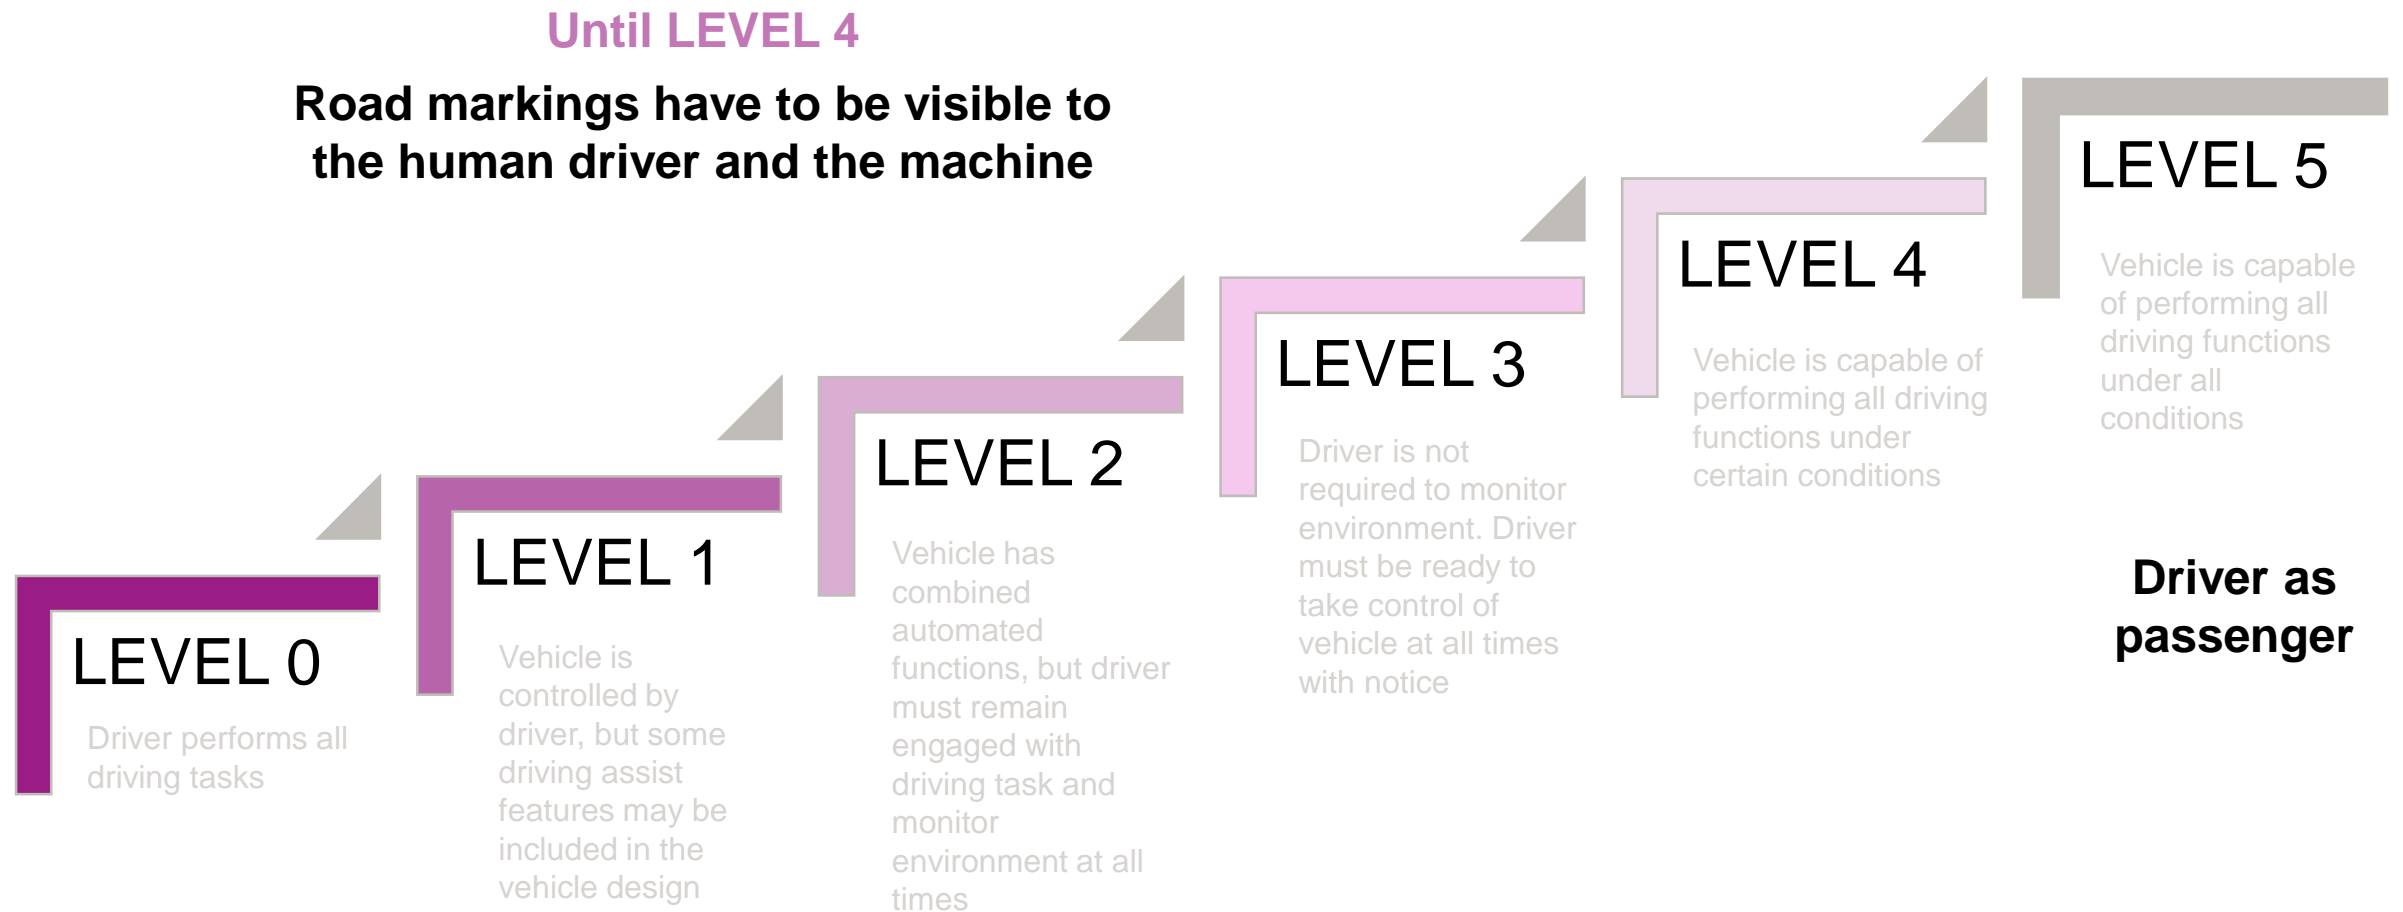 Until LEVEL 4
Road markings have to be visible to
the human driver and the machine
LEVEL 0
Driver performs all
driving tasks
LEVEL 1
Vehicle is
controlled by
driver, but some
driving assist
features may be
included in the
vehicle design
LEVEL 2
Vehicle has
combined
automated
functions, but driver
must remain
engaged with
driving task and
monitor
environment at all
times
LEVEL 3
Driver is not
required to monitor
environment. Driver
must be ready to
take control of
vehicle at all times
with notice
LEVEL 4
Vehicle is capable of
performing all driving
functions under
certain conditions
LEVEL 5
Vehicle is capable
of performing all
driving functions
under all
conditions
Driver as
passenger